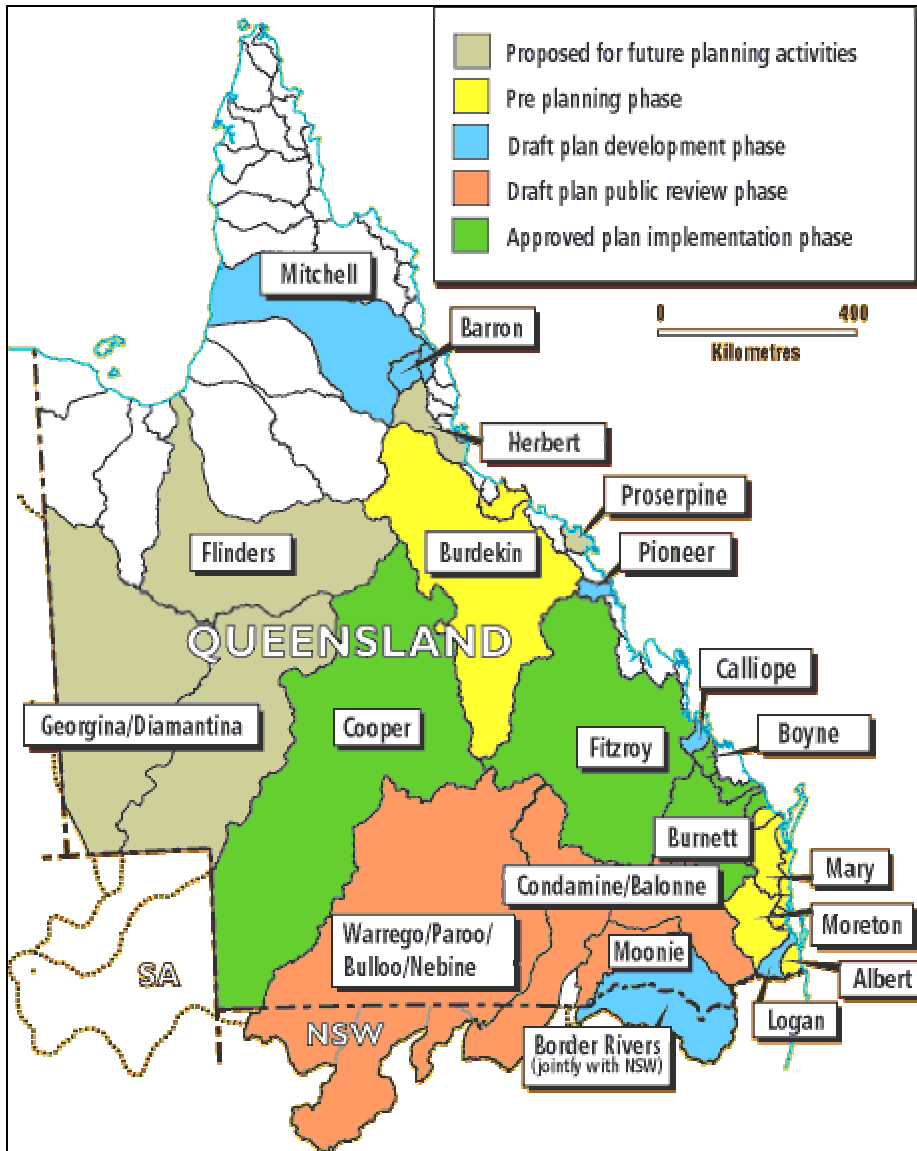 Proposed for future planning activities
Pre planning phase
Draft plan development phase
Draft plan public review phase
Approved plan implementation phase
Mitchell
0 400
Kilometres
Barron
Herbert
Proserpine
Flinders
Burdekin
Pioneer
QUEENSLAND
Calliope
Georgina/Diamantina
Cooper
Fitzroy
Boyne
Burnett
Mary
Condamine/Balonne
Moreton
Warrego/Paroo/
Bulloo/Nebine
Moonie
SA
Albert
Logan
NSW
Border Rivers
(jointly with NSW)